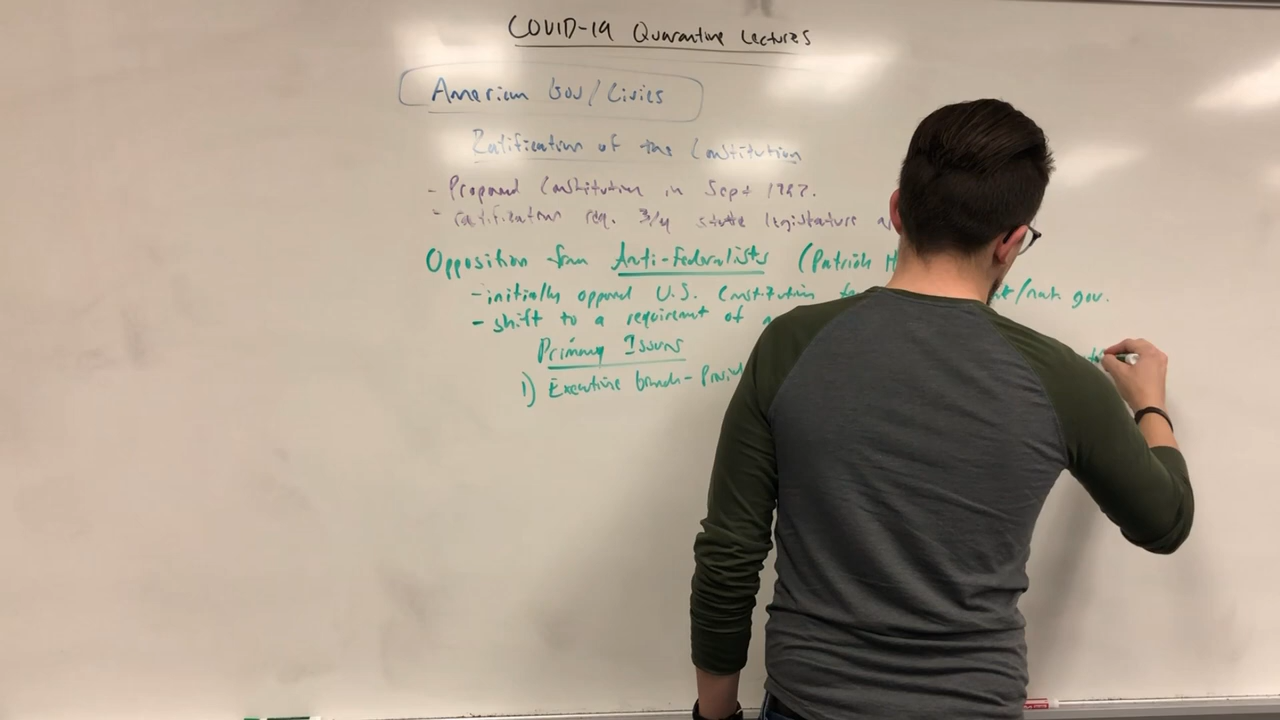 COVID-19 Quarantine Lectures
American Gov/Civics
Ratification of the Constitution
- Proposed Constitution in Sept 1787.
- ratification req. 3/4 state legislature
Opposition from Anti-Federalists (Patrick H
- initially opposed U.S. Constitution /nat. gov.
- shift to a requirement of
Primary Issues
1) Executive branch - Presid